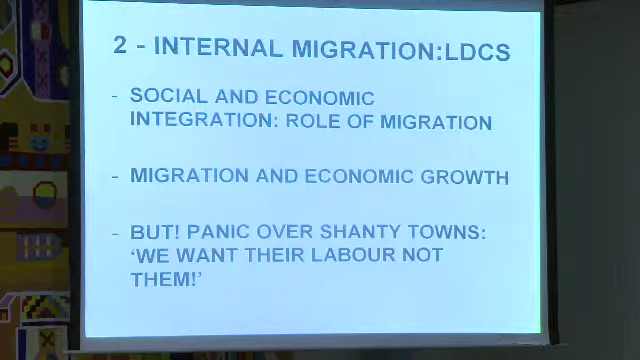 2 - INTERNAL MIGRATION:LDCS
- SOCIAL AND ECONOMIC
INTEGRATION: ROLE OF MIGRATION
- MIGRATION AND ECONOMIC GROWTH
- BUT! PANIC OVER SHANTY TOWNS:
‘WE WANT THEIR LABOUR NOT
THEM!’